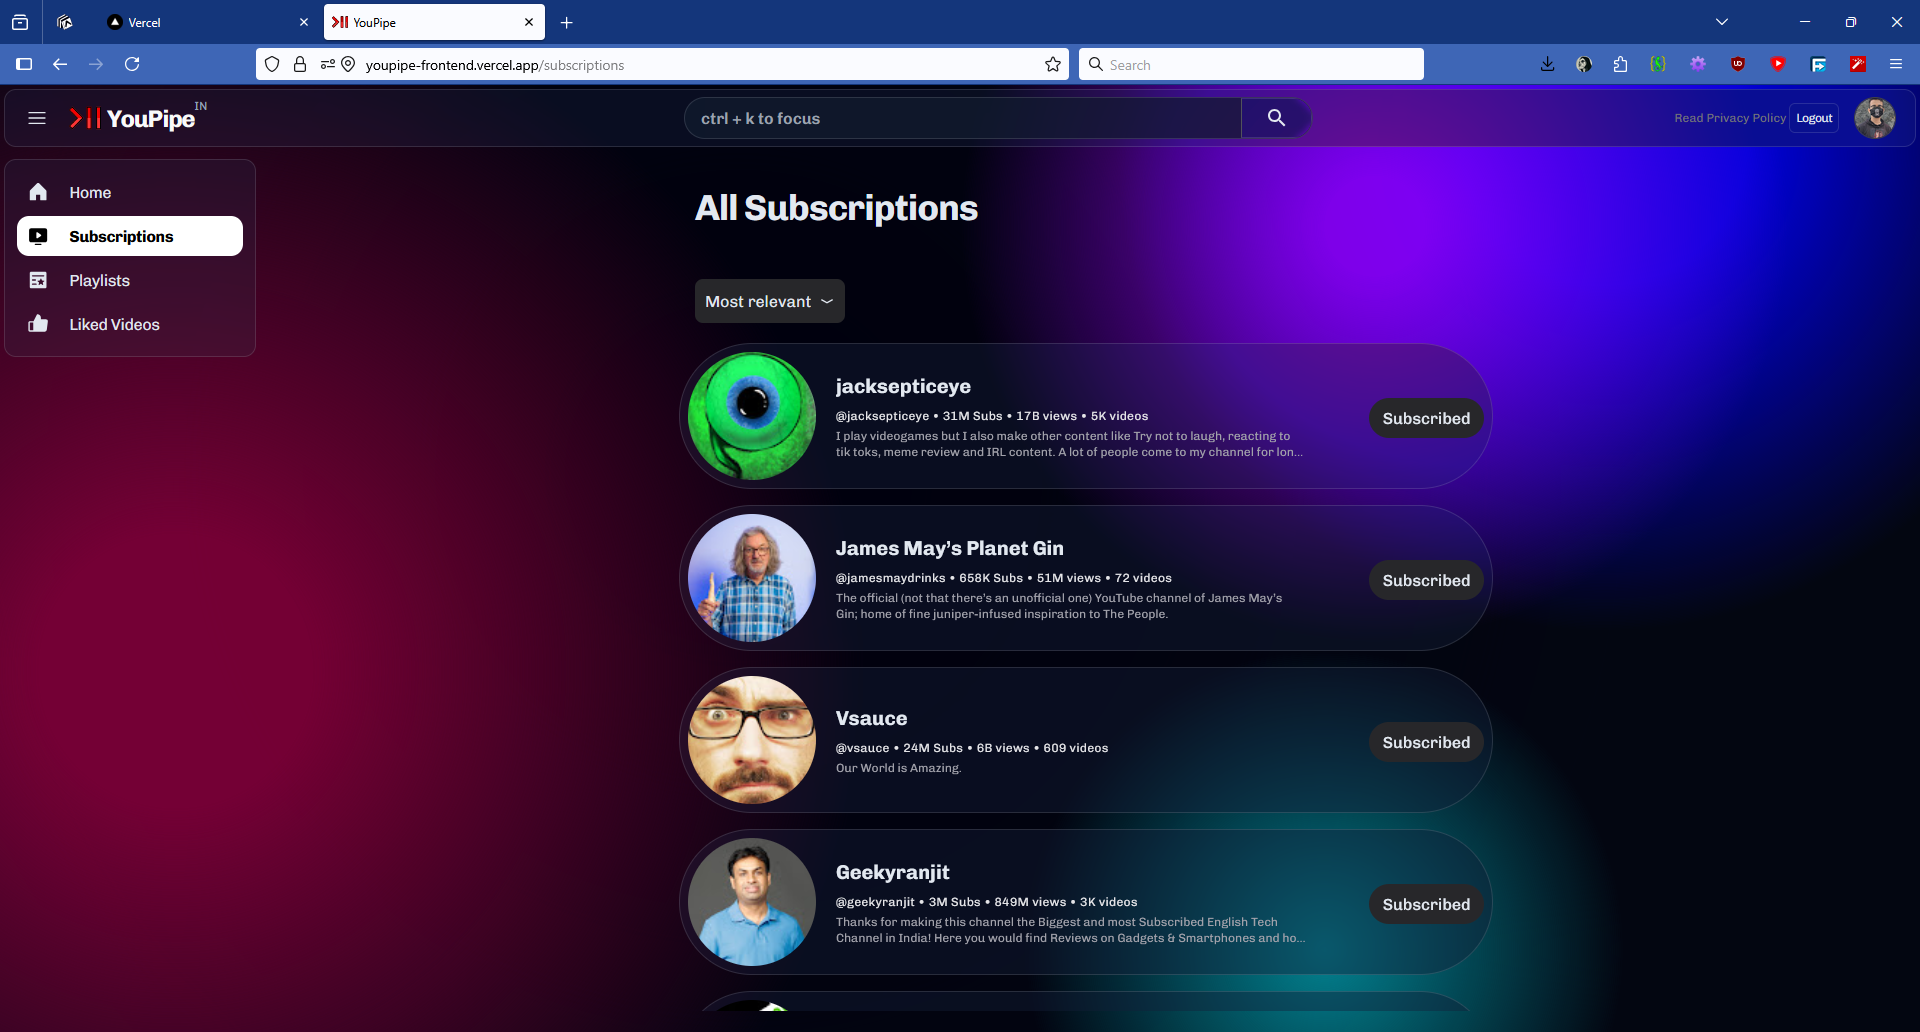 Vercel
YouPipe
youpipe-frontend.vercel.app/subscriptions
Search
YouPipe IN
ctrl + k to focus
Read Privacy Policy
Logout
Home
Subscriptions
Playlists
Liked Videos
All Subscriptions
Most relevant
jacksepticeye
@jacksepticeye • 31M Subs • 17B views • 5K videos
I play videogames but I also make other content like Try not to laugh, reacting to
tik toks, meme review and IRL content. A lot of people come to my channel for lon...
Subscribed
James May's Planet Gin
@jamesmaydrinks • 658K Subs • 51M views • 72 videos
The official (not that there's an unofficial one) YouTube channel of James May's
Gin; home of fine juniper-infused inspiration to The People.
Subscribed
Vsauce
@vsauce • 24M Subs • 6B views • 609 videos
Our World is Amazing.
Subscribed
Geekyranjit
@geekyranjit • 3M Subs • 849M views • 3K videos
Thanks for making this channel the Biggest and most Subscribed English Tech
Channel in India! Here you would find Reviews on Gadgets & Smartphones and ho...
Subscribed